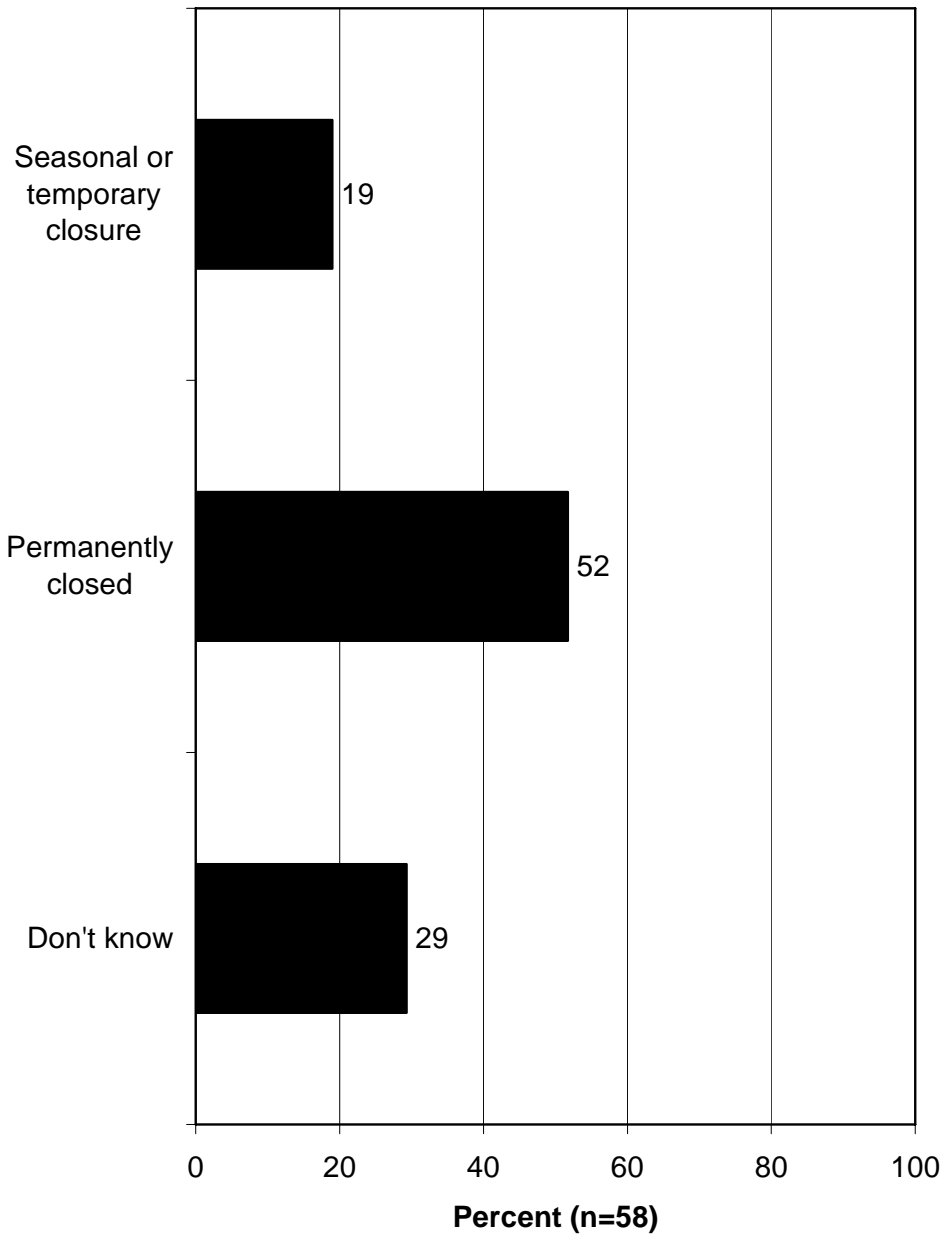 Seasonal or
temporary
closure
19
Permanently
closed
52
Don't know
29
0 20 40 60 80 100
Percent (n=58)